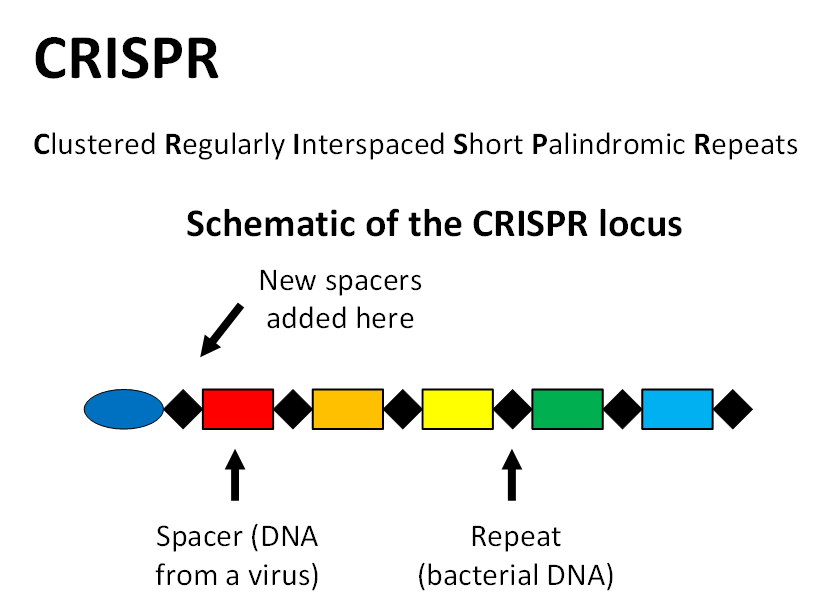 CRISPR
Clustered Regularly Interspaced Short Palindromic Repeats
Schematic of the CRISPR locus
New spacers
added here
Spacer (DNA
from a virus)
Repeat
(bacterial DNA)